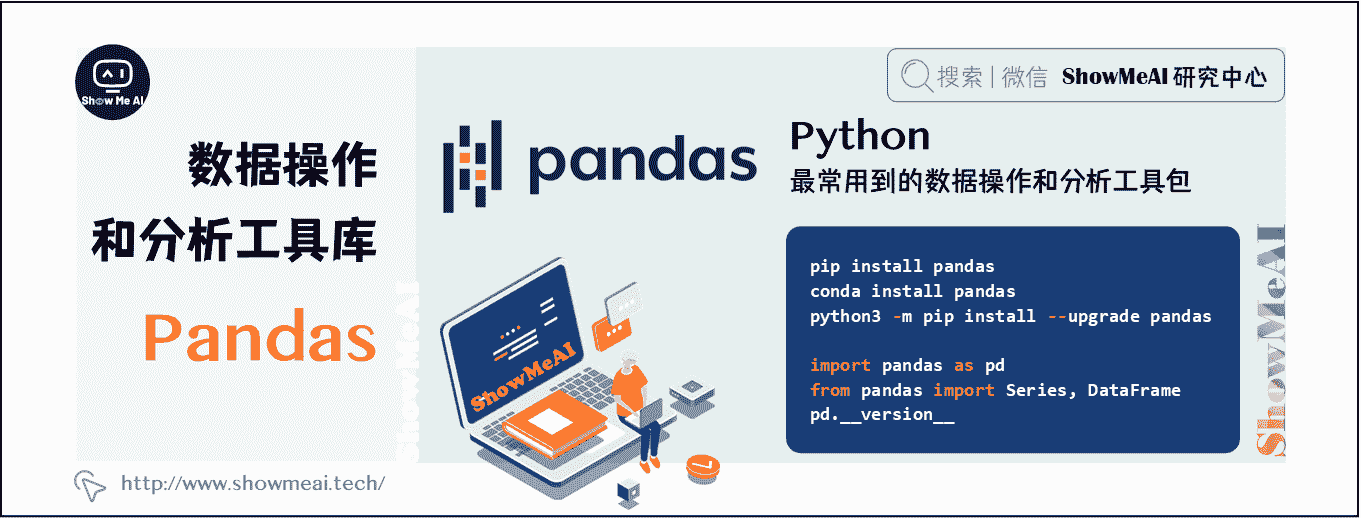 Show Me AI
数据操作
和分析工具库
Pandas
http://www.showmeai.tech/
搜索 | 微信 ShowMeAI 研究中心
pandas
Python
最常用到的数据操作和分析工具包
pip install pandas
conda install pandas
python3 -m pip install --upgrade pandas
import pandas as pd
from pandas import Series, DataFrame
pd.__version__
ShowMeAI
ShowMeAI
ShowMeAI